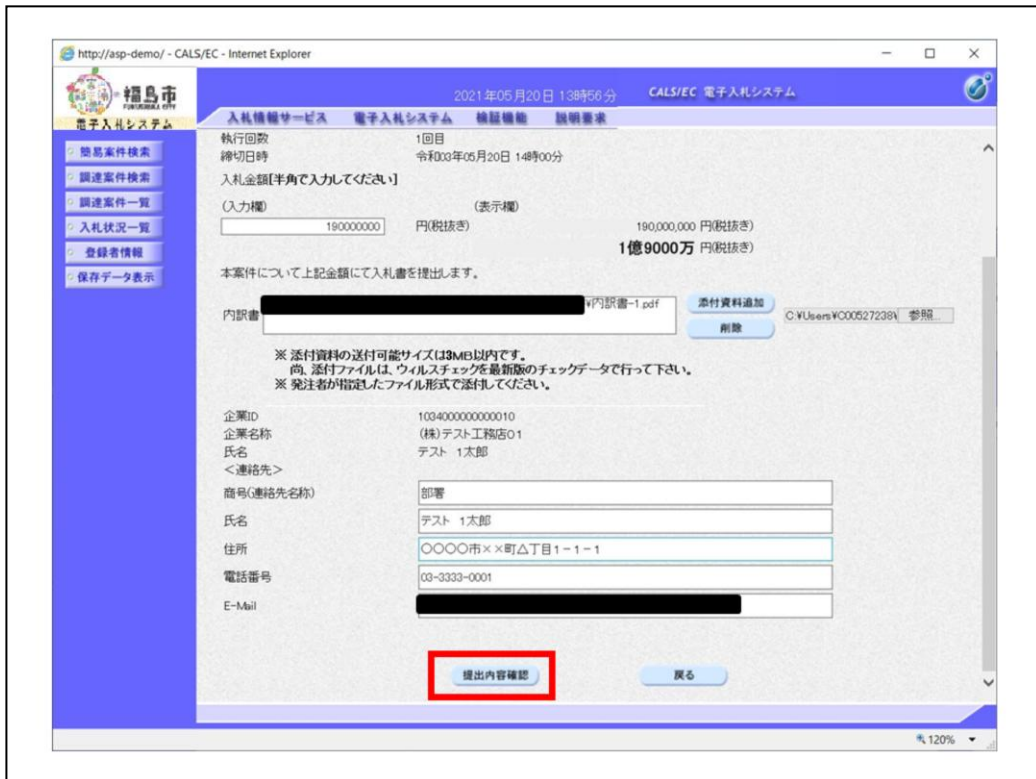 http://asp-demo/ - CALS/EC - Internet Explorer
福島市
FUKUSHIMA CITY
電子入札システム
2021年05月20日 13時56分
CALS/EC 電子入札システム
入札情報サービス 電子入札システム 検証機能 説明要求
簡易案件検索
調達案件検索
調達案件一覧
入札状況一覧
登録者情報
保存データ表示
執行回数 1回目
締切日時 令和03年05月20日 14時00分
入札金額[半角で入力してください]
(入力欄) (表示欄)
190000000 円(税抜き) 190,000,000 円(税抜き)
1億9000万 円(税抜き)
本案件について上記金額にて入札書を提出します。
内訳書 ¥内訳書-1.pdf 添付資料追加
削除
C:¥Users¥C00527238¥ 参照...
※ 添付資料の送付可能サイズは3MB以内です。
尚、添付ファイルは、ウィルスチェックを最新版のチェックデータで行って下さい。
※ 発注者が指定したファイル形式で添付してください。
企業ID 1034000000000010
企業名称 (株)テスト工務店01
氏名 テスト 1太郎
<連絡先>
商号(連絡先名称) 部署
氏名 テスト 1太郎
住所 〇〇〇〇市××町△丁目1-1-1
電話番号 03-3333-0001
E-Mail
提出内容確認 戻る
120%